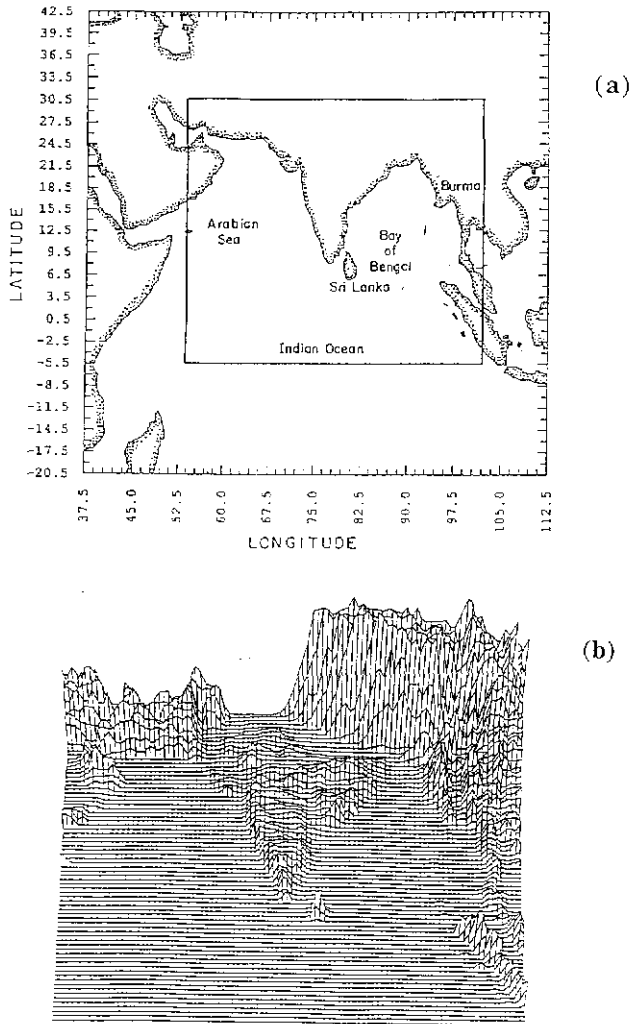 (a)
42.5
39.5
36.5
33.5
30.5
27.5
24.5
21.5
18.5
15.5
12.5
9.5
6.5
3.5
0.5
-2.5
-5.5
-8.5
-11.5
-14.5
-17.5
-20.5
LATITUDE
Burma
Arabian
Sea
Bay
of
Bengal
Sri Lanka
Indian Ocean
37.5 45.0 52.5 60.0 67.5 75.0 82.5 90.0 97.5 105.0 112.5
LONGITUDE
(b)